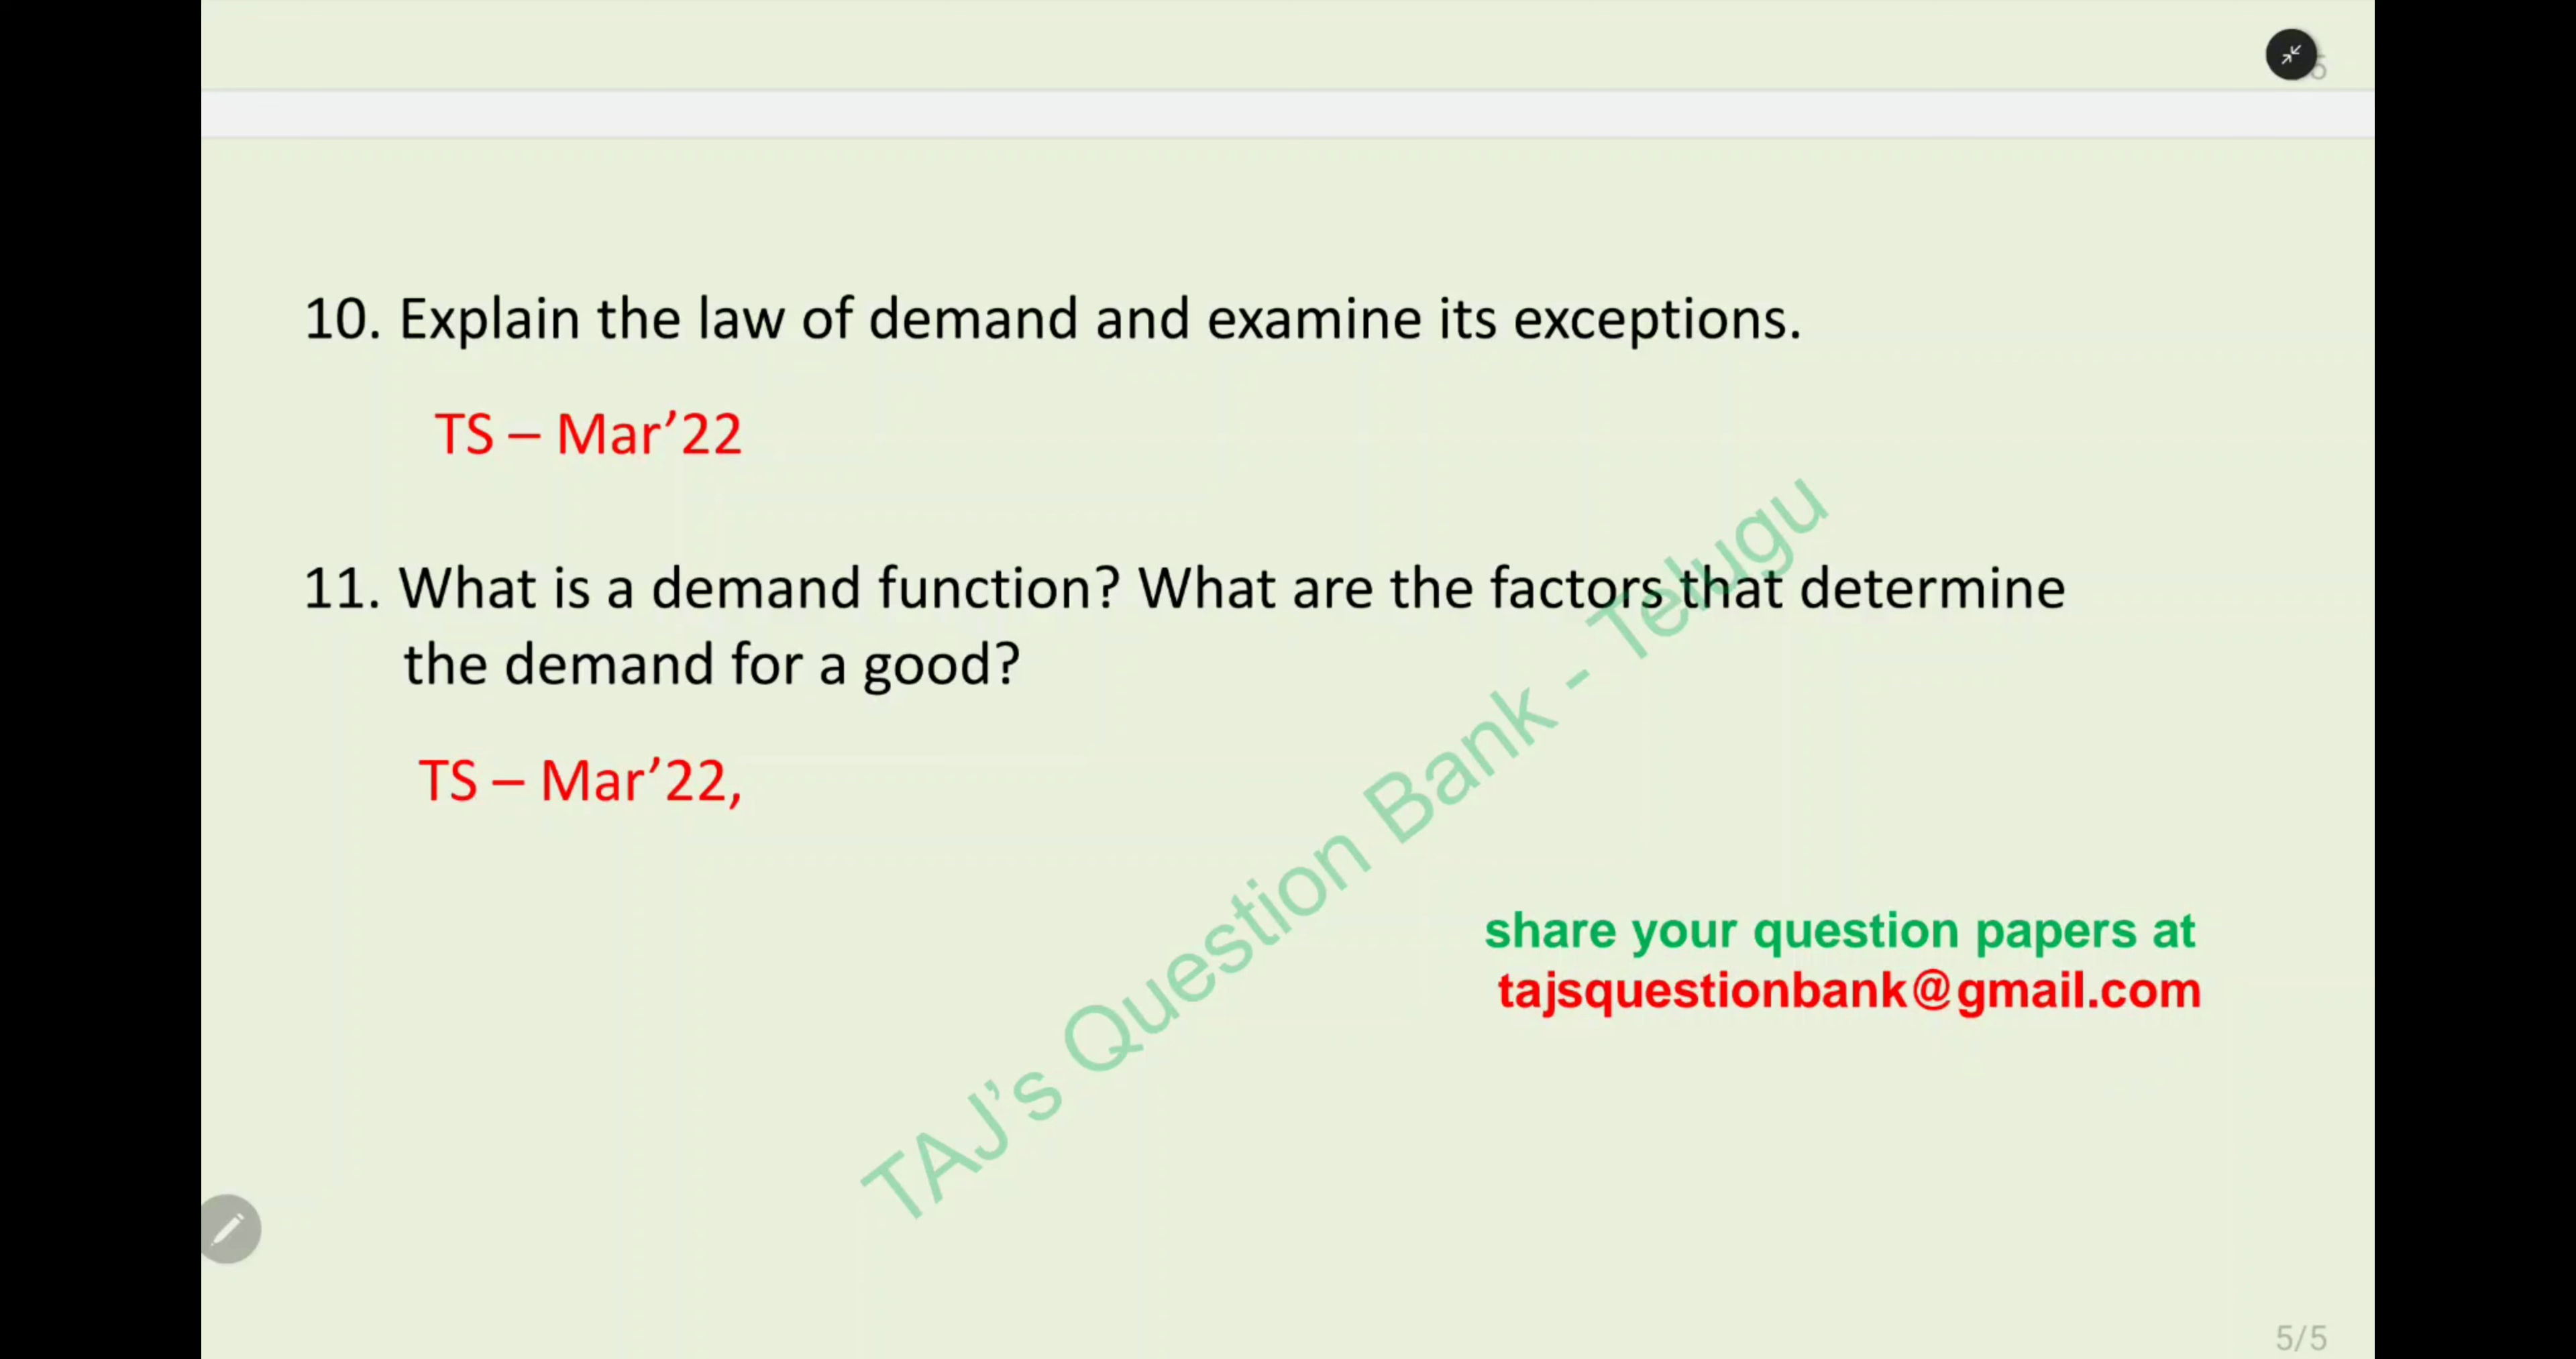 10. Explain the law of demand and examine its exceptions.
TS – Mar’22
11. What is a demand function? What are the factors that determine
the demand for a good?
TS – Mar’22,
TAJ’s Question Bank - Telugu
share your question papers at
tajsquestionbank@gmail.com
5/5